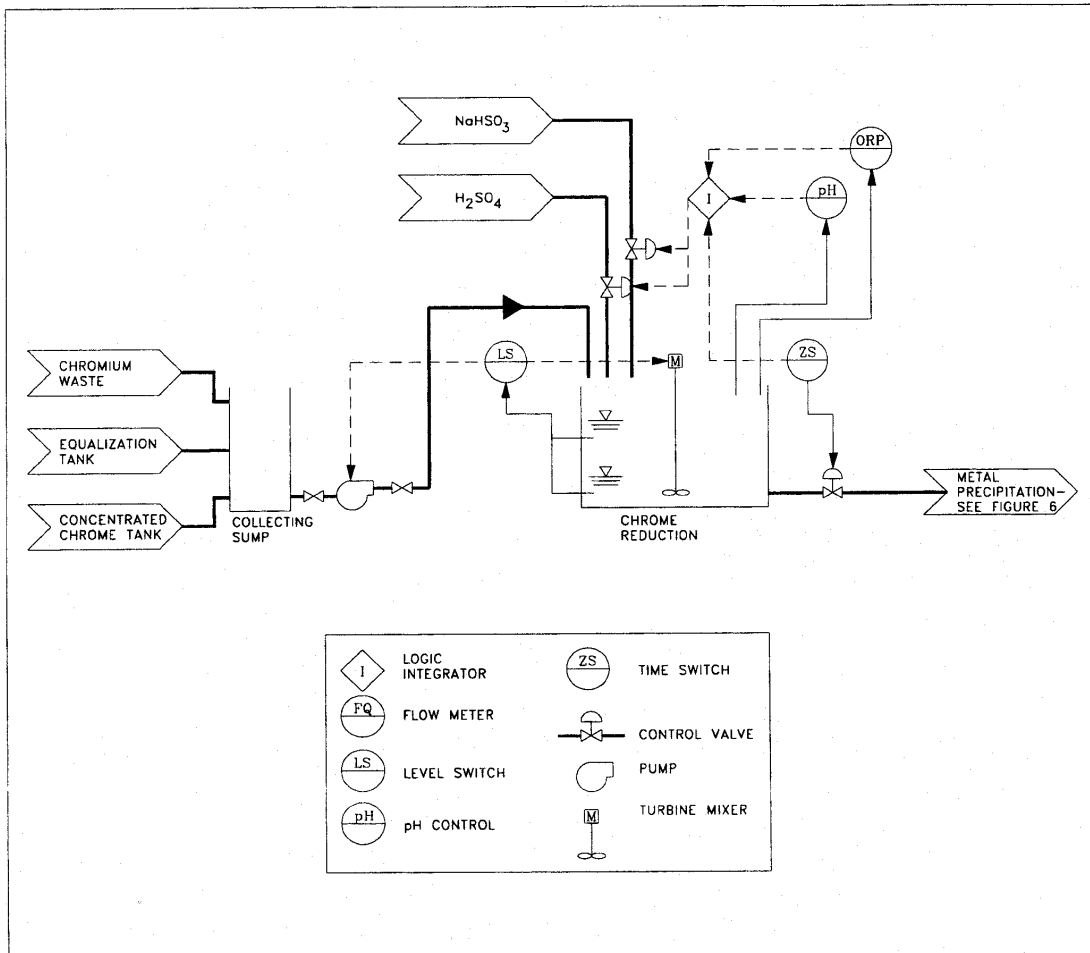 NaHSO₃
H₂SO₄
ORP
pH
I
LS
M
ZS
CHROMIUM
WASTE
EQUALIZATION
TANK
CONCENTRATED
CHROME TANK
COLLECTING
SUMP
CHROME
REDUCTION
METAL
PRECIPITATION—
SEE FIGURE 6
I
LOGIC
INTEGRATOR
FQ
FLOW METER
LS
LEVEL SWITCH
pH
pH CONTROL
ZS
TIME SWITCH
CONTROL VALVE
PUMP
M
TURBINE MIXER